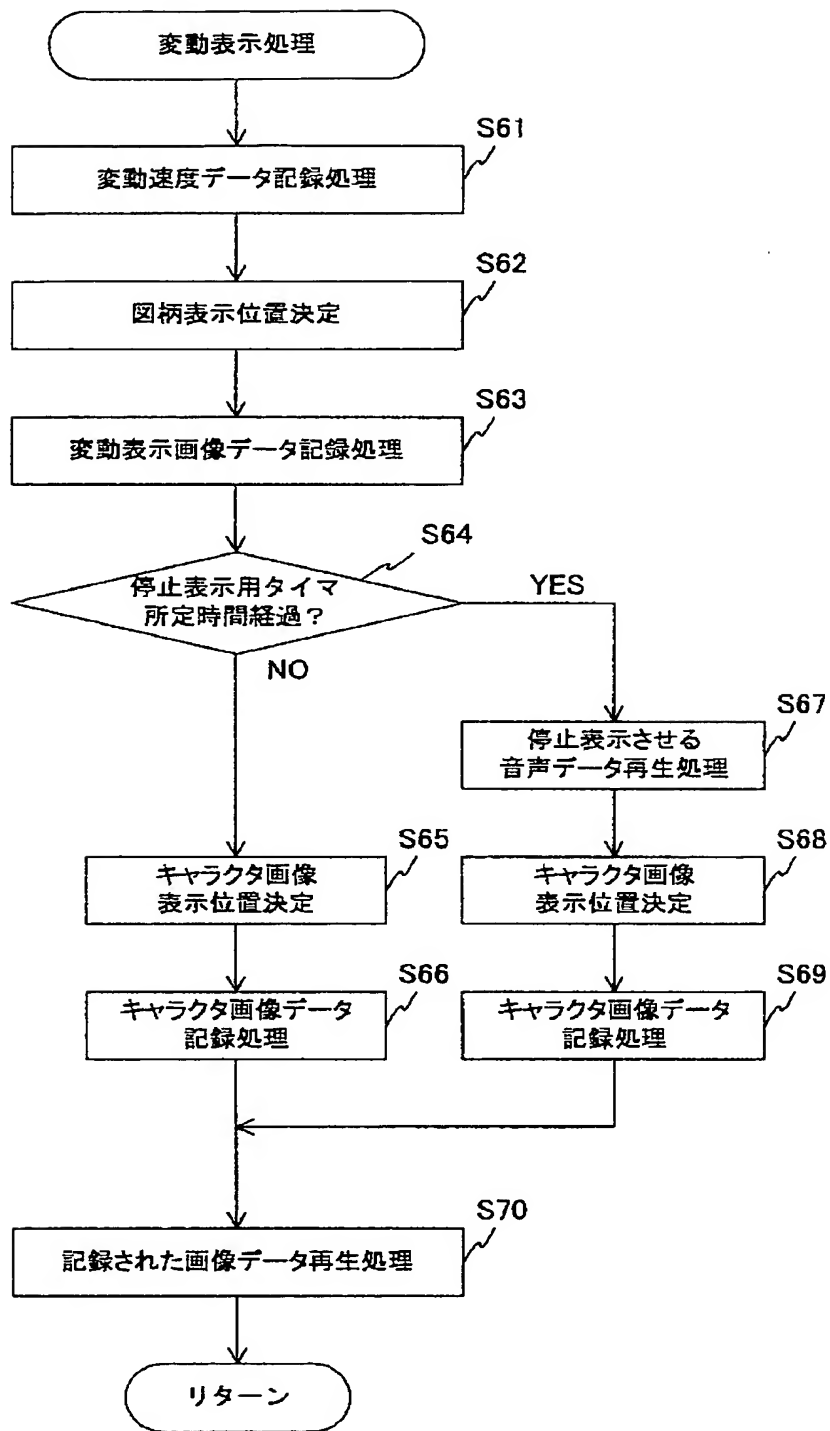 変動表示処理
S61
変動速度データ記録処理
S62
図柄表示位置決定
S63
変動表示画像データ記録処理
S64
停止表示用タイマ
所定時間経過？
YES
NO
S67
停止表示させる
音声データ再生処理
S65
キャラクタ画像
表示位置決定
S68
キャラクタ画像
表示位置決定
S66
キャラクタ画像データ
記録処理
S69
キャラクタ画像データ
記録処理
S70
記録された画像データ再生処理
リターン